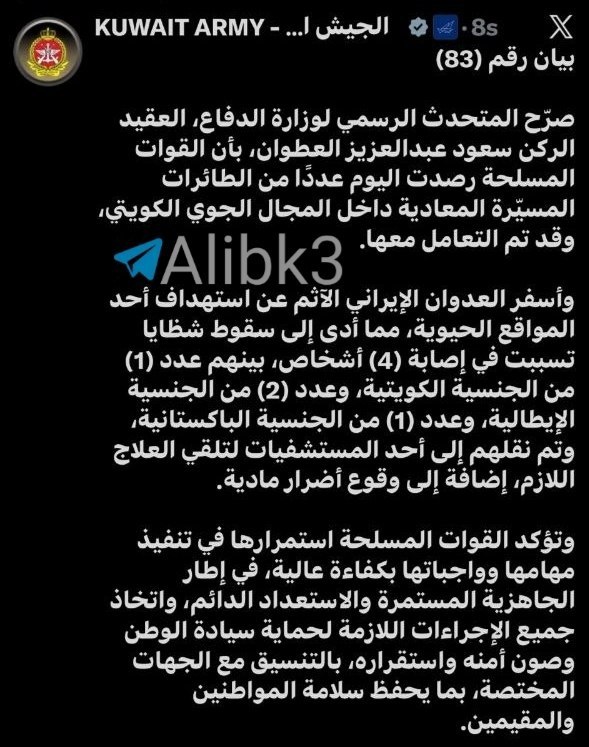 KUWAIT ARMY - الجيش ا... · 8s
بيان رقم (83)
صرّح المتحدث الرسمي لوزارة الدفاع، العقيد
الركن سعود عبدالعزيز العطوان، بأن القوات
المسلحة رصدت اليوم عددًا من الطائرات
المسيّرة المعادية داخل المجال الجوي الكويتي،
وقد تم التعامل معها.
Alibk3
وأسفر العدوان الإيراني الآثم عن استهداف أحد
المواقع الحيوية، مما أدى إلى سقوط شظايا
تسببت في إصابة (4) أشخاص، بينهم عدد (1)
من الجنسية الكويتية، وعدد (2) من الجنسية
الإيطالية، وعدد (1) من الجنسية الباكستانية،
وتم نقلهم إلى أحد المستشفيات لتلقي العلاج
اللازم، إضافة إلى وقوع أضرار مادية.
وتؤكد القوات المسلحة استمرارها في تنفيذ
مهامها وواجباتها بكفاءة عالية، في إطار
الجاهزية المستمرة والاستعداد الدائم، واتخاذ
جميع الإجراءات اللازمة لحماية سيادة الوطن
وصون أمنه واستقراره، بالتنسيق مع الجهات
المختصة، بما يحفظ سلامة المواطنين
والمقيمين.